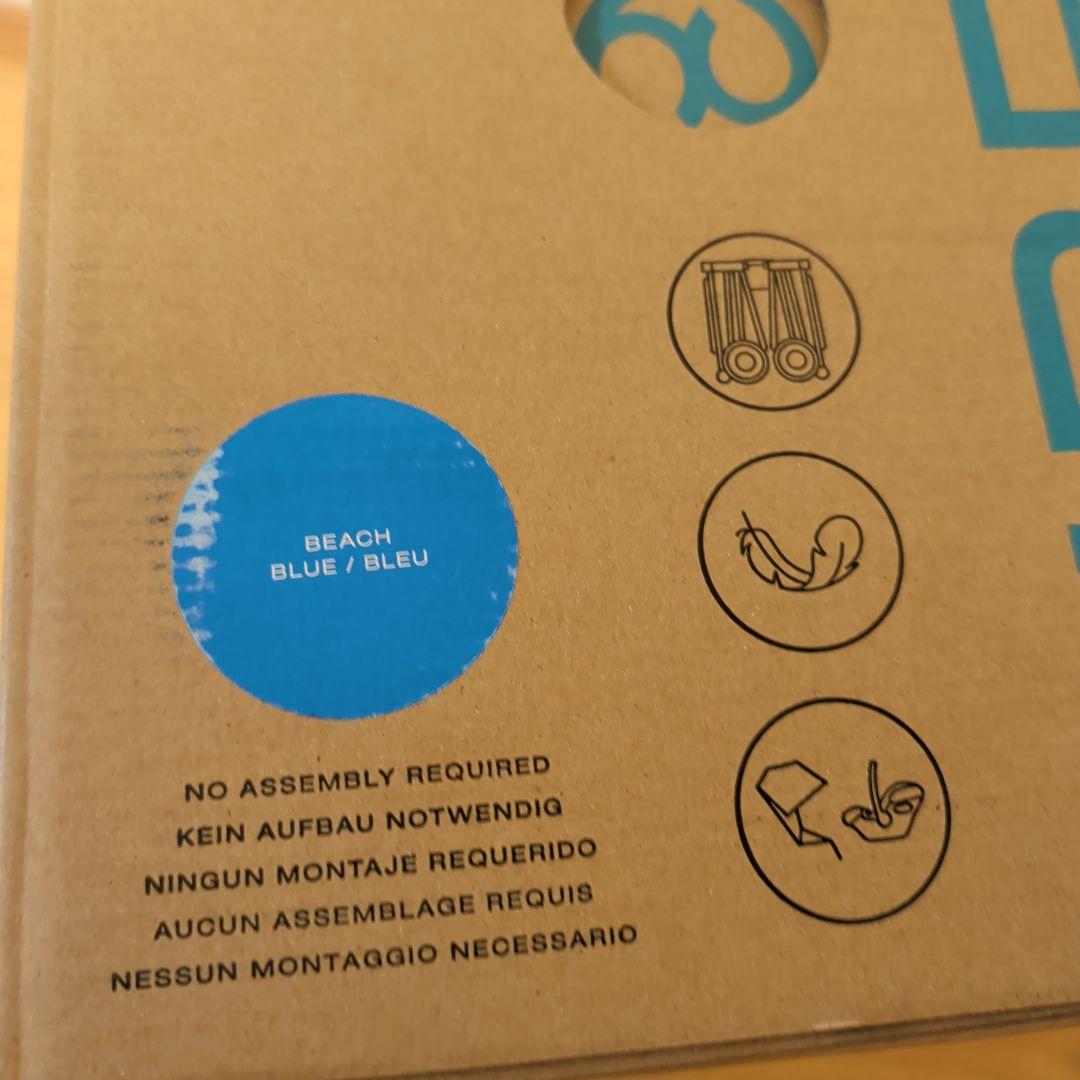 BEACH
BLUE / BLEU
NO ASSEMBLY REQUIRED
KEIN AUFBAU NOTWENDIG
NINGUN MONTAJE REQUERIDO
AUCUN ASSEMBLAGE REQUIS
NESSUN MONTAGGIO NECESSARIO